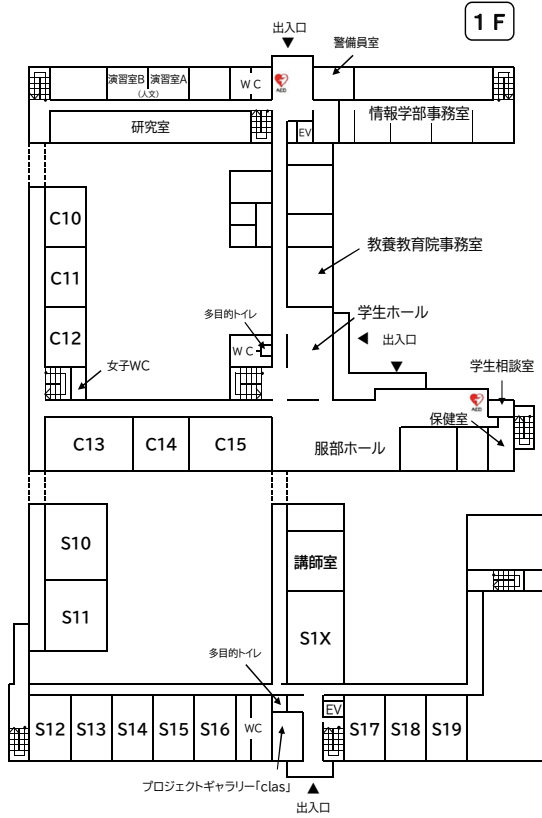 1 F
出入口
警備員室
演習室B
演習室A
(人文)
W C
AED
情報学部事務室
研究室
EV
C10
教養教育院事務室
C11
学生ホール
多目的トイレ
出入口
C12
W C
女子WC
学生相談室
AED
保健室
C13
C14
C15
服部ホール
S10
講師室
S11
S1X
多目的トイレ
EV
S12
S13
S14
S15
S16
WC
S17
S18
S19
プロジェクトギャラリー「clas」
出入口